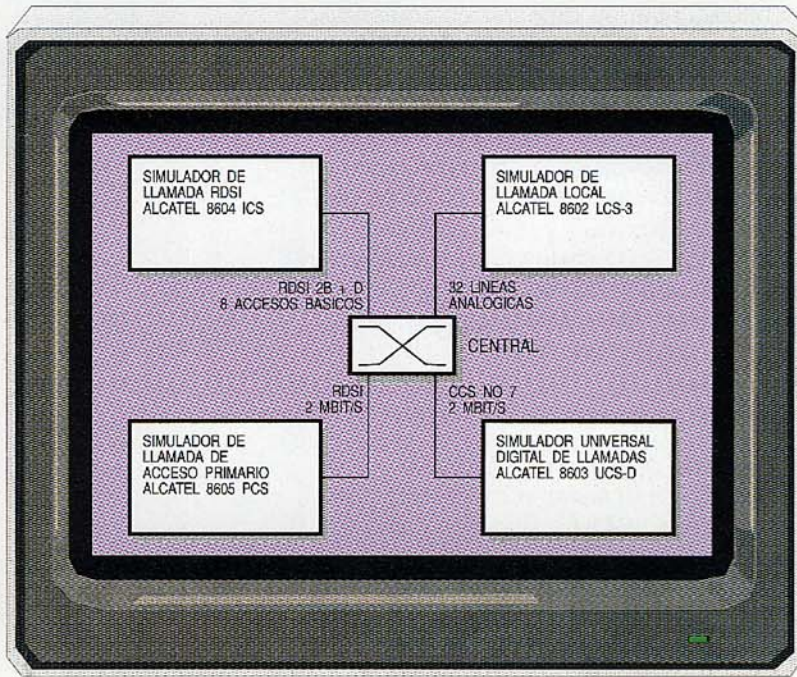 SIMULADOR DE
LLAMADA RDSI
ALCATEL 8604 ICS
SIMULADOR DE
LLAMADA LOCAL
ALCATEL 8602 LCS-3
RDSI 2B + D
8 ACCESOS BASICOS
32 LINEAS
ANALOGICAS
CENTRAL
RDSI
2 MBIT/S
CCS NO 7
2 MBIT/S
SIMULADOR DE
LLAMADA DE
ACCESO PRIMARIO
ALCATEL 8605 PCS
SIMULADOR UNIVERSAL
DIGITAL DE LLAMADAS
ALCATEL 8603 UCS-D